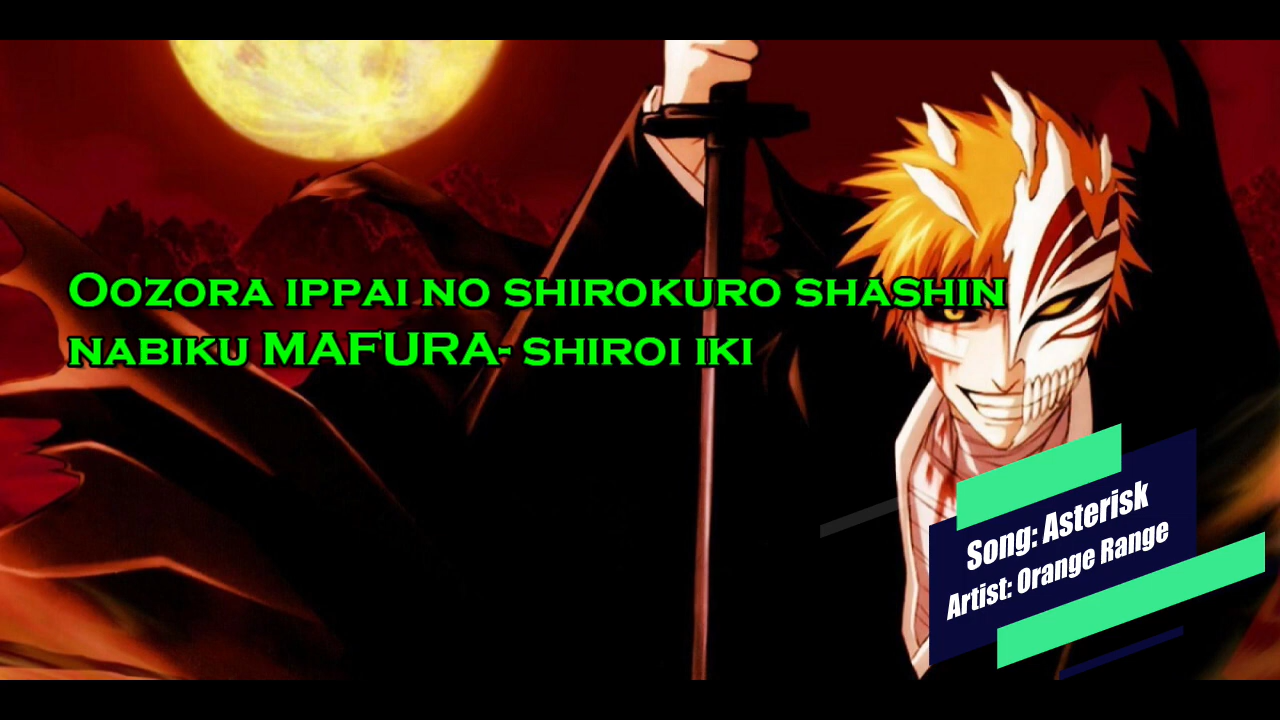 Oozora ippai no shirokuro shashin
nabiku MAFURA- shiroi iki
Song: Asterisk
Artist: Orange Range